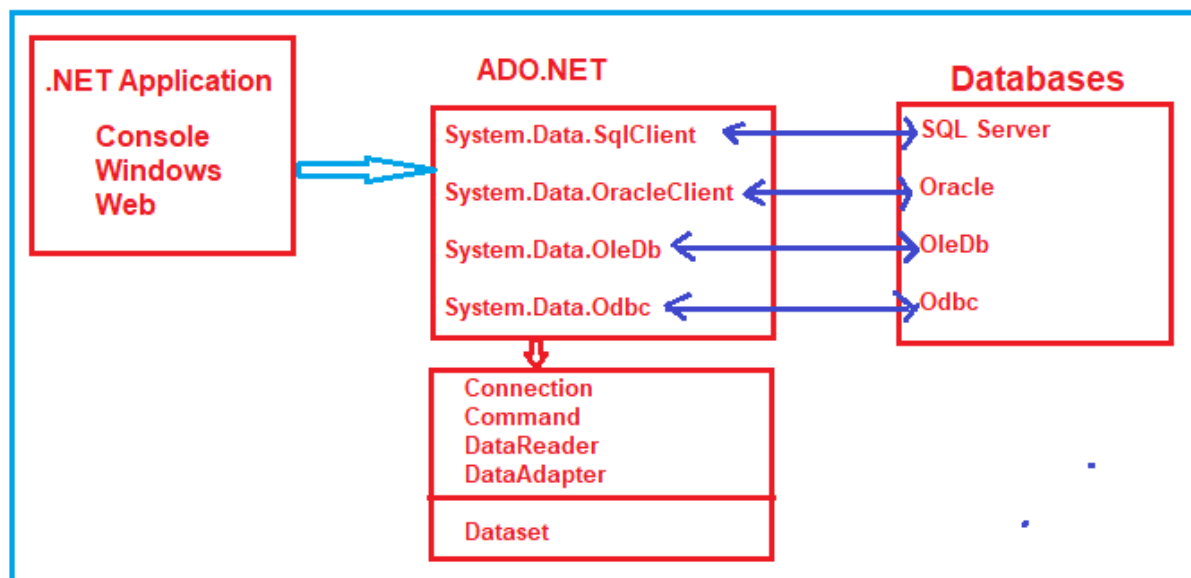 .NET Application
Console
Windows
Web
ADO.NET
System.Data.SqlClient
System.Data.OracleClient
System.Data.OleDb
System.Data.Odbc
Connection
Command
DataReader
DataAdapter
Dataset
Databases
SQL Server
Oracle
OleDb
Odbc